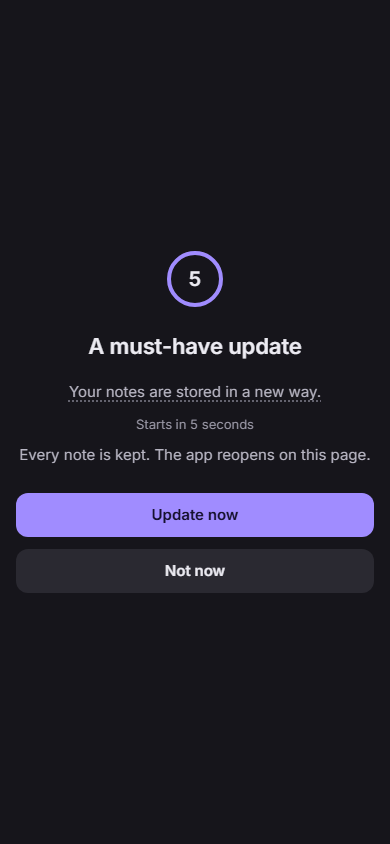 5
A must-have update
Your notes are stored in a new way.
Starts in 5 seconds
Every note is kept. The app reopens on this page.
Update now
Not now